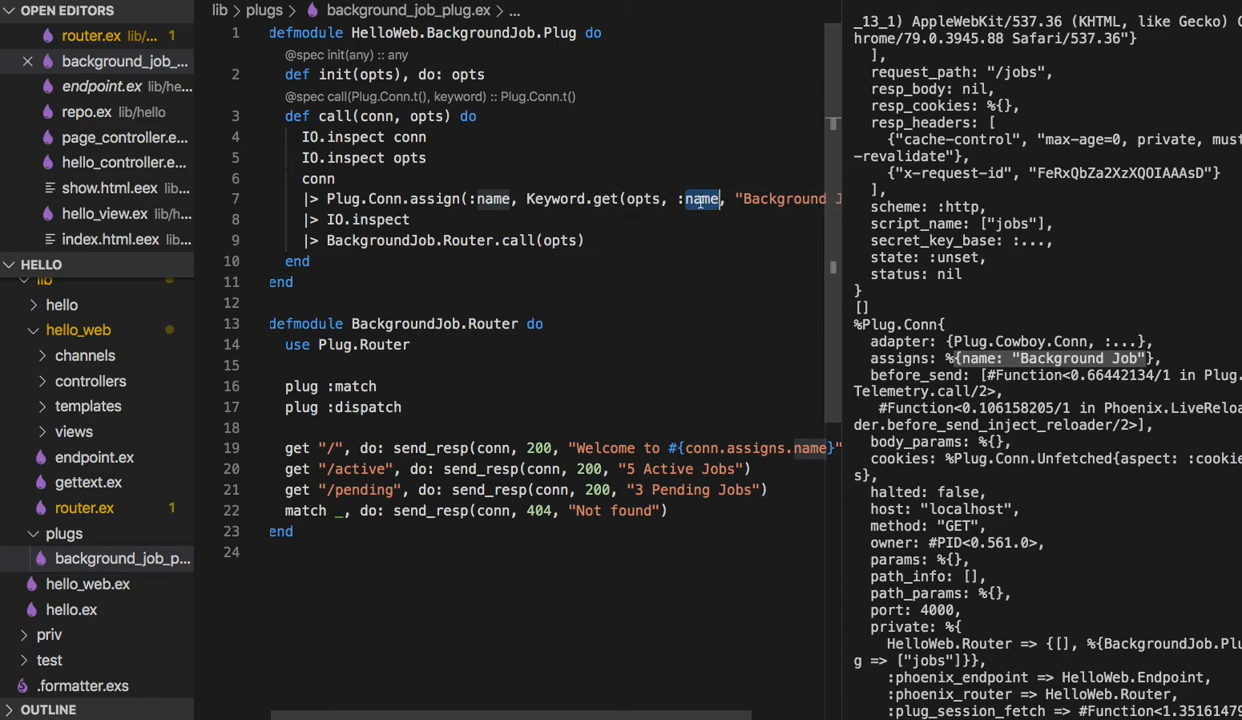 OPEN EDITORS
router.ex lib/... 1
background_job_...
endpoint.ex lib/he...
repo.ex lib/hello
page_controller.e...
hello_controller.e...
show.html.eex lib...
hello_view.ex lib/...
index.html.eex lib...
HELLO
lib
hello
hello_web
channels
controllers
templates
views
endpoint.ex
gettext.ex
router.ex 1
plugs
background_job_p...
hello_web.ex
hello.ex
priv
test
.formatter.exs
OUTLINE
lib > plugs > background_job_plug.ex > ...
1 defmodule HelloWeb.BackgroundJob.Plug do
@spec init(any) :: any
2 def init(opts), do: opts
@spec call(Plug.Conn.t(), keyword) :: Plug.Conn.t()
3 def call(conn, opts) do
4 IO.inspect conn
5 IO.inspect opts
6 conn
7 |> Plug.Conn.assign(:name, Keyword.get(opts, :name, "Background J
8 |> IO.inspect
9 |> BackgroundJob.Router.call(opts)
10 end
11 end
12
13 defmodule BackgroundJob.Router do
14 use Plug.Router
15
16 plug :match
17 plug :dispatch
18
19 get "/", do: send_resp(conn, 200, "Welcome to #{conn.assigns.name}"
20 get "/active", do: send_resp(conn, 200, "5 Active Jobs")
21 get "/pending", do: send_resp(conn, 200, "3 Pending Jobs")
22 match _, do: send_resp(conn, 404, "Not found")
23 end
24
_13_1) AppleWebKit/537.36 (KHTML, like Gecko) C
hrome/79.0.3945.88 Safari/537.36"}
],
request_path: "/jobs",
resp_body: nil,
resp_cookies: %{},
resp_headers: [
{"cache-control", "max-age=0, private, must
-revalidate"},
{"x-request-id", "FeRxQbZa2XzXQOIAAAsD"}
],
scheme: :http,
script_name: ["jobs"],
secret_key_base: :...,
state: :unset,
status: nil
}
[]
%Plug.Conn{
adapter: {Plug.Cowboy.Conn, :...},
assigns: %{name: "Background Job"},
before_send: [#Function<0.66442134/1 in Plug.
Telemetry.call/2>,
#Function<0.106158205/1 in Phoenix.LiveReloa
der.before_send_inject_reloader/2>],
body_params: %{},
cookies: %Plug.Conn.Unfetched{aspect: :cookie
s},
halted: false,
host: "localhost",
method: "GET",
owner: #PID<0.561.0>,
params: %{},
path_info: [],
path_params: %{},
port: 4000,
private: %{
HelloWeb.Router => {[], %{BackgroundJob.Plu
g => ["jobs"]}},
:phoenix_endpoint => HelloWeb.Endpoint,
:phoenix_router => HelloWeb.Router,
:plug_session_fetch => #Function<1.35161479